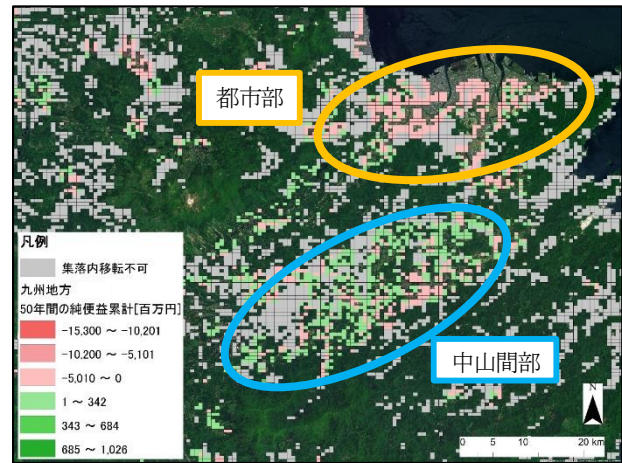 都市部
中山間部
凡例
集落内移転不可
九州地方
50年間の純便益累計[百万円]
-15,300 ～ -10,201
-10,200 ～ -5,101
-5,010 ～ 0
1 ～ 342
343 ～ 684
685 ～ 1,026
N
0 5 10 20 km